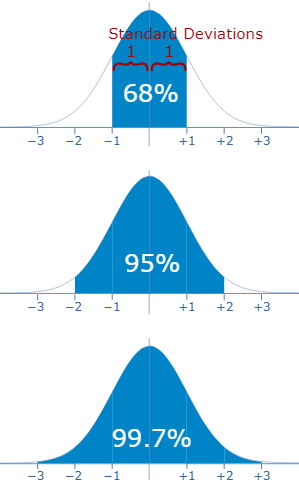 Standard Deviations
1 1
68%
−3 −2 −1 +1 +2 +3
95%
−3 −2 −1 +1 +2 +3
99.7%
−3 −2 −1 +1 +2 +3